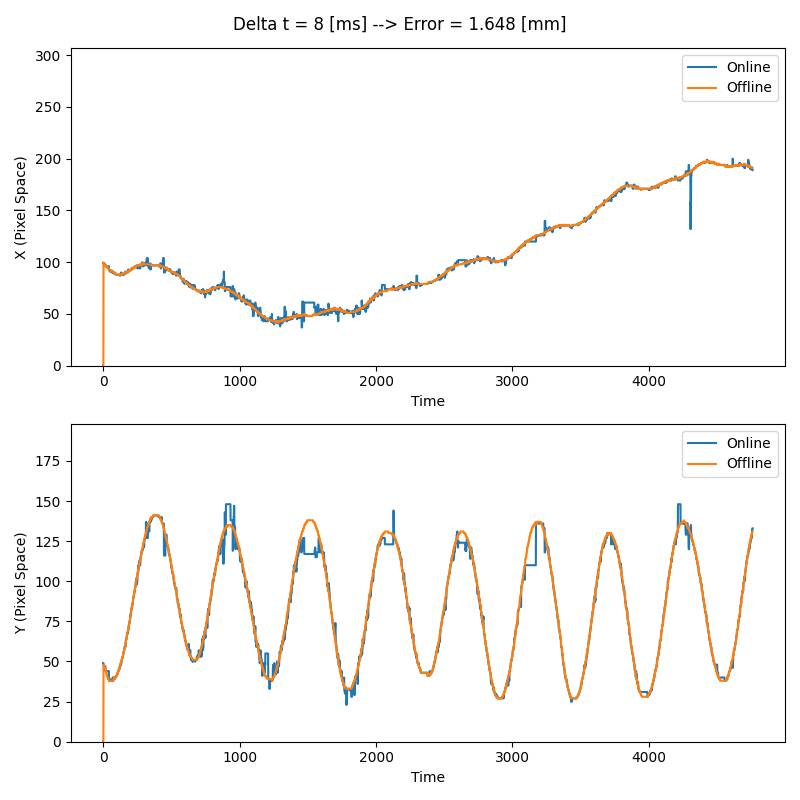 Delta t = 8 [ms] --> Error = 1.648 [mm]
300
250
200
150
100
50
0
X (Pixel Space)
Online
Offline
0
1000
2000
3000
4000
Time
175
150
125
100
75
50
25
0
Y (Pixel Space)
Online
Offline
0
1000
2000
3000
4000
Time